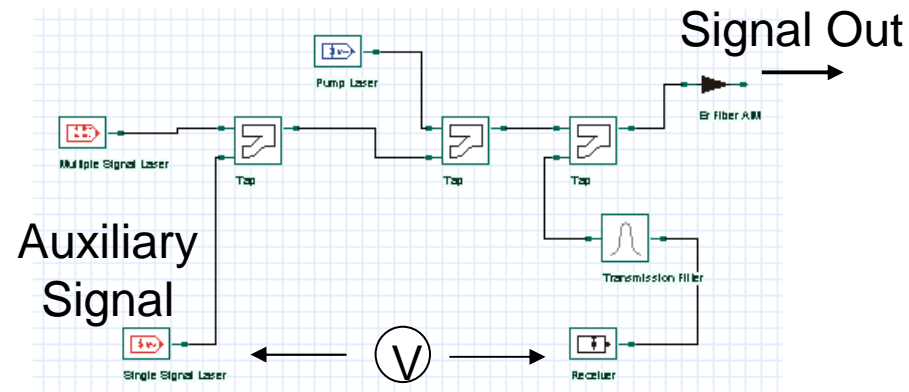 Signal Out
Pump Laser
Er Fiber AIM
Multiple Signal Laser
Tap
Tap
Tap
Auxiliary
Signal
Transmission Filter
V
Single Signal Laser
Receiver